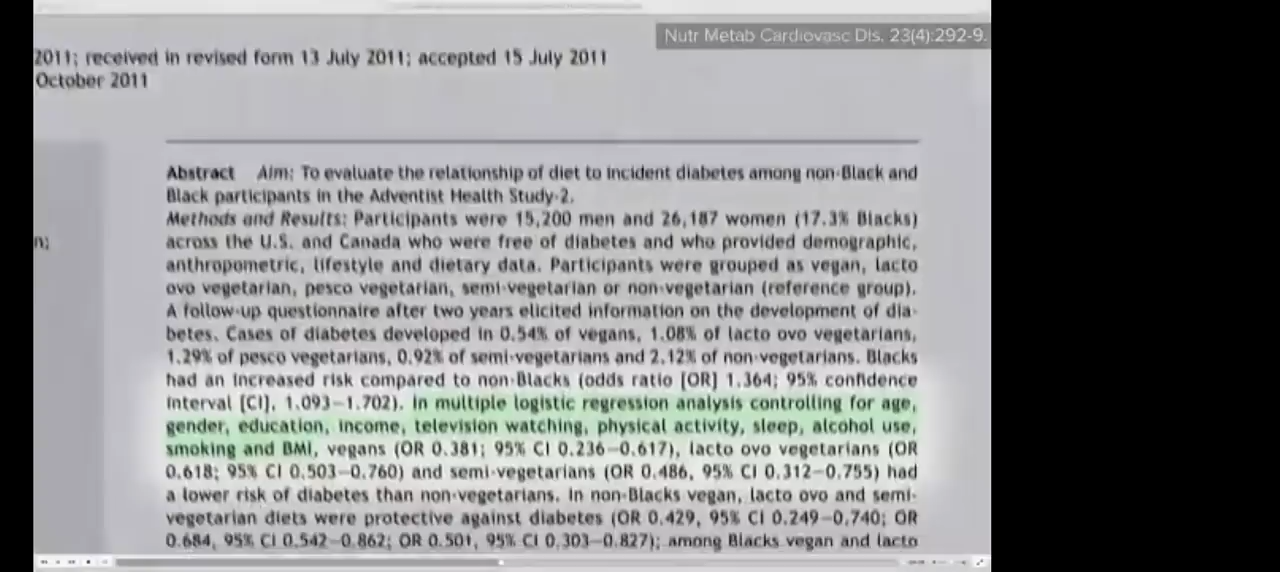 Nutr Metab Cardiovasc Dis. 23(4):292-9.
2011; received in revised form 13 July 2011; accepted 15 July 2011
October 2011
Abstract Aim: To evaluate the relationship of diet to incident diabetes among non-Black and
Black participants in the Adventist Health Study-2.
Methods and Results: Participants were 15,200 men and 26,187 women (17.3% Blacks)
n;
across the U.S. and Canada who were free of diabetes and who provided demographic,
anthropometric, lifestyle and dietary data. Participants were grouped as vegan, lacto
ovo vegetarian, pesco vegetarian, semi-vegetarian or non-vegetarian (reference group).
A follow-up questionnaire after two years elicited information on the development of dia-
betes. Cases of diabetes developed in 0.54% of vegans, 1.08% of lacto ovo vegetarians,
1.29% of pesco vegetarians, 0.92% of semi-vegetarians and 2.12% of non-vegetarians. Blacks
had an increased risk compared to non-Blacks (odds ratio [OR] 1.364; 95% confidence
interval [CI], 1.093–1.702). In multiple logistic regression analysis controlling for age,
gender, education, income, television watching, physical activity, sleep, alcohol use,
smoking and BMI, vegans (OR 0.381; 95% CI 0.236–0.617), lacto ovo vegetarians (OR
0.618; 95% CI 0.503–0.760) and semi-vegetarians (OR 0.486, 95% CI 0.312–0.755) had
a lower risk of diabetes than non-vegetarians. In non-Blacks vegan, lacto ovo and semi-
vegetarian diets were protective against diabetes (OR 0.429, 95% CI 0.249–0.740; OR
0.684, 95% CI 0.542–0.862; OR 0.501, 95% CI 0.303–0.827); among Blacks vegan and lacto